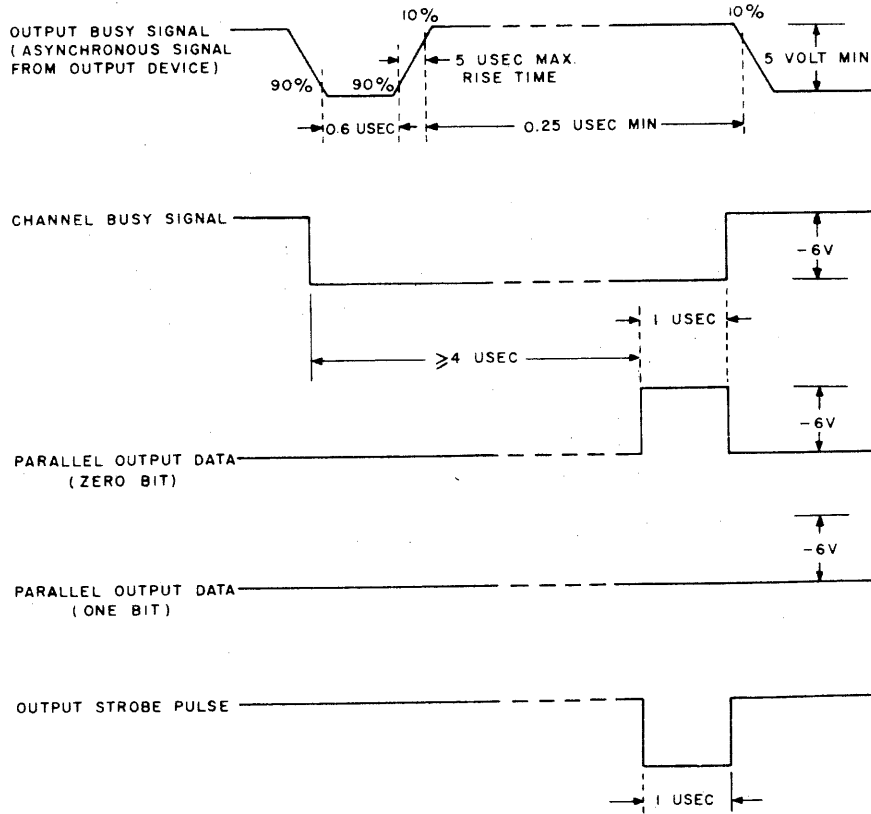 10%
10%
OUTPUT BUSY SIGNAL
(ASYNCHRONOUS SIGNAL
FROM OUTPUT DEVICE)
5 USEC MAX.
RISE TIME
5 VOLT MIN
90%
90%
0.6 USEC
0.25 USEC MIN
CHANNEL BUSY SIGNAL
-6V
1 USEC
≥4 USEC
-6V
PARALLEL OUTPUT DATA
(ZERO BIT)
-6V
PARALLEL OUTPUT DATA
(ONE BIT)
OUTPUT STROBE PULSE
1 USEC